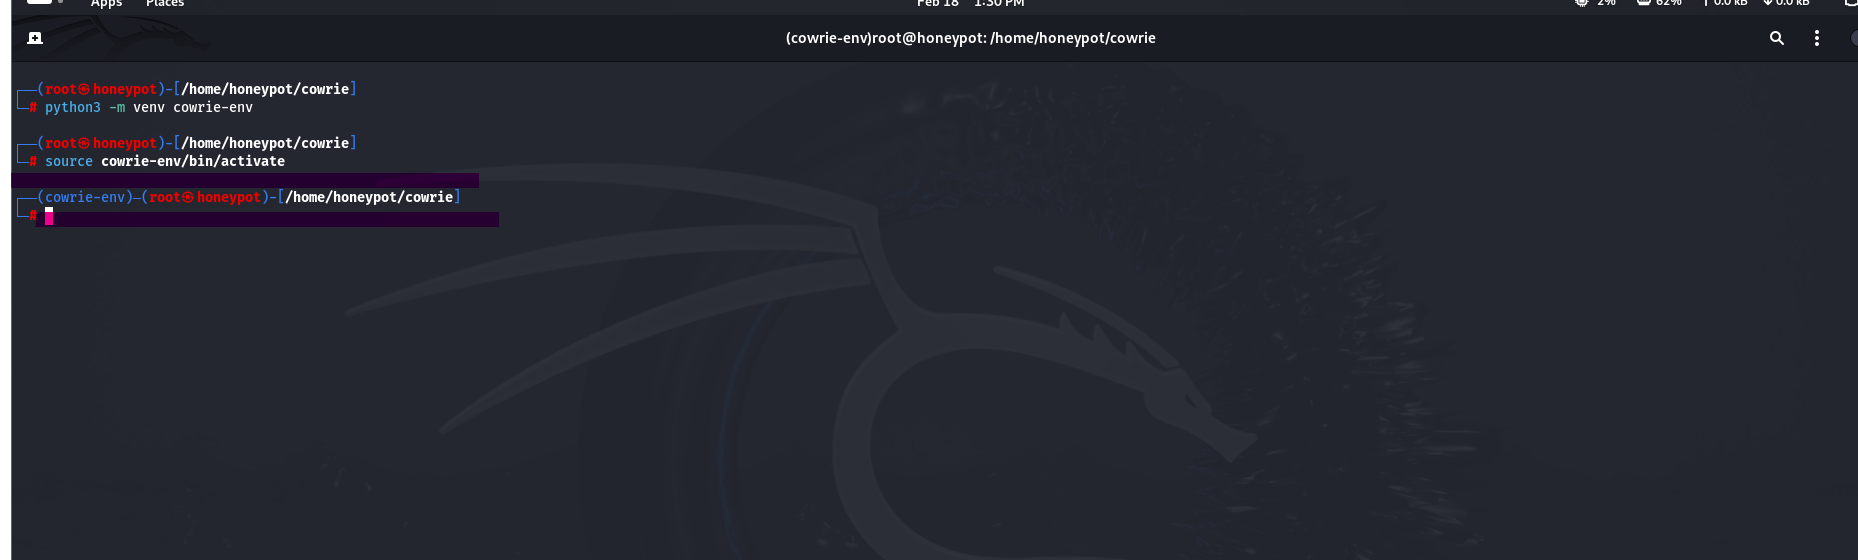 Apps Places Feb 18 1:30 PM 2% 62% 0.0 kB 0.0 kB
(cowrie-env)root@honeypot: /home/honeypot/cowrie
┌──(root㉿honeypot)-[/home/honeypot/cowrie]
└─# python3 -m venv cowrie-env
┌──(root㉿honeypot)-[/home/honeypot/cowrie]
└─# source cowrie-env/bin/activate
┌──(cowrie-env)─(root㉿honeypot)-[/home/honeypot/cowrie]
└─#